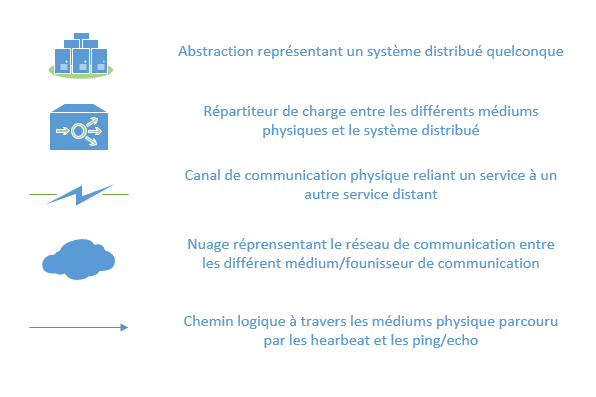 Abstraction représentant un système distribué quelconque
Répartiteur de charge entre les différents médiums
physiques et le système distribué
Canal de communication physique reliant un service à un
autre service distant
Nuage réprensentant le réseau de communication entre
les différent médium/founisseur de communication
Chemin logique à travers les médiums physique parcouru
par les hearbeat et les ping/echo